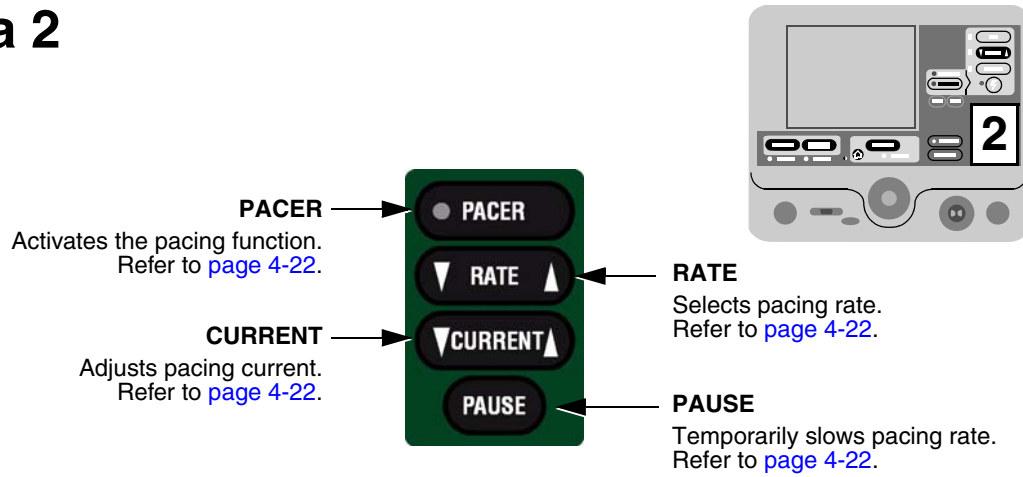 a 2
2
PACER
Activates the pacing function.
Refer to page 4-22.
CURRENT
Adjusts pacing current.
Refer to page 4-22.
PACER
RATE
CURRENT
PAUSE
RATE
Selects pacing rate.
Refer to page 4-22.
PAUSE
Temporarily slows pacing rate.
Refer to page 4-22.